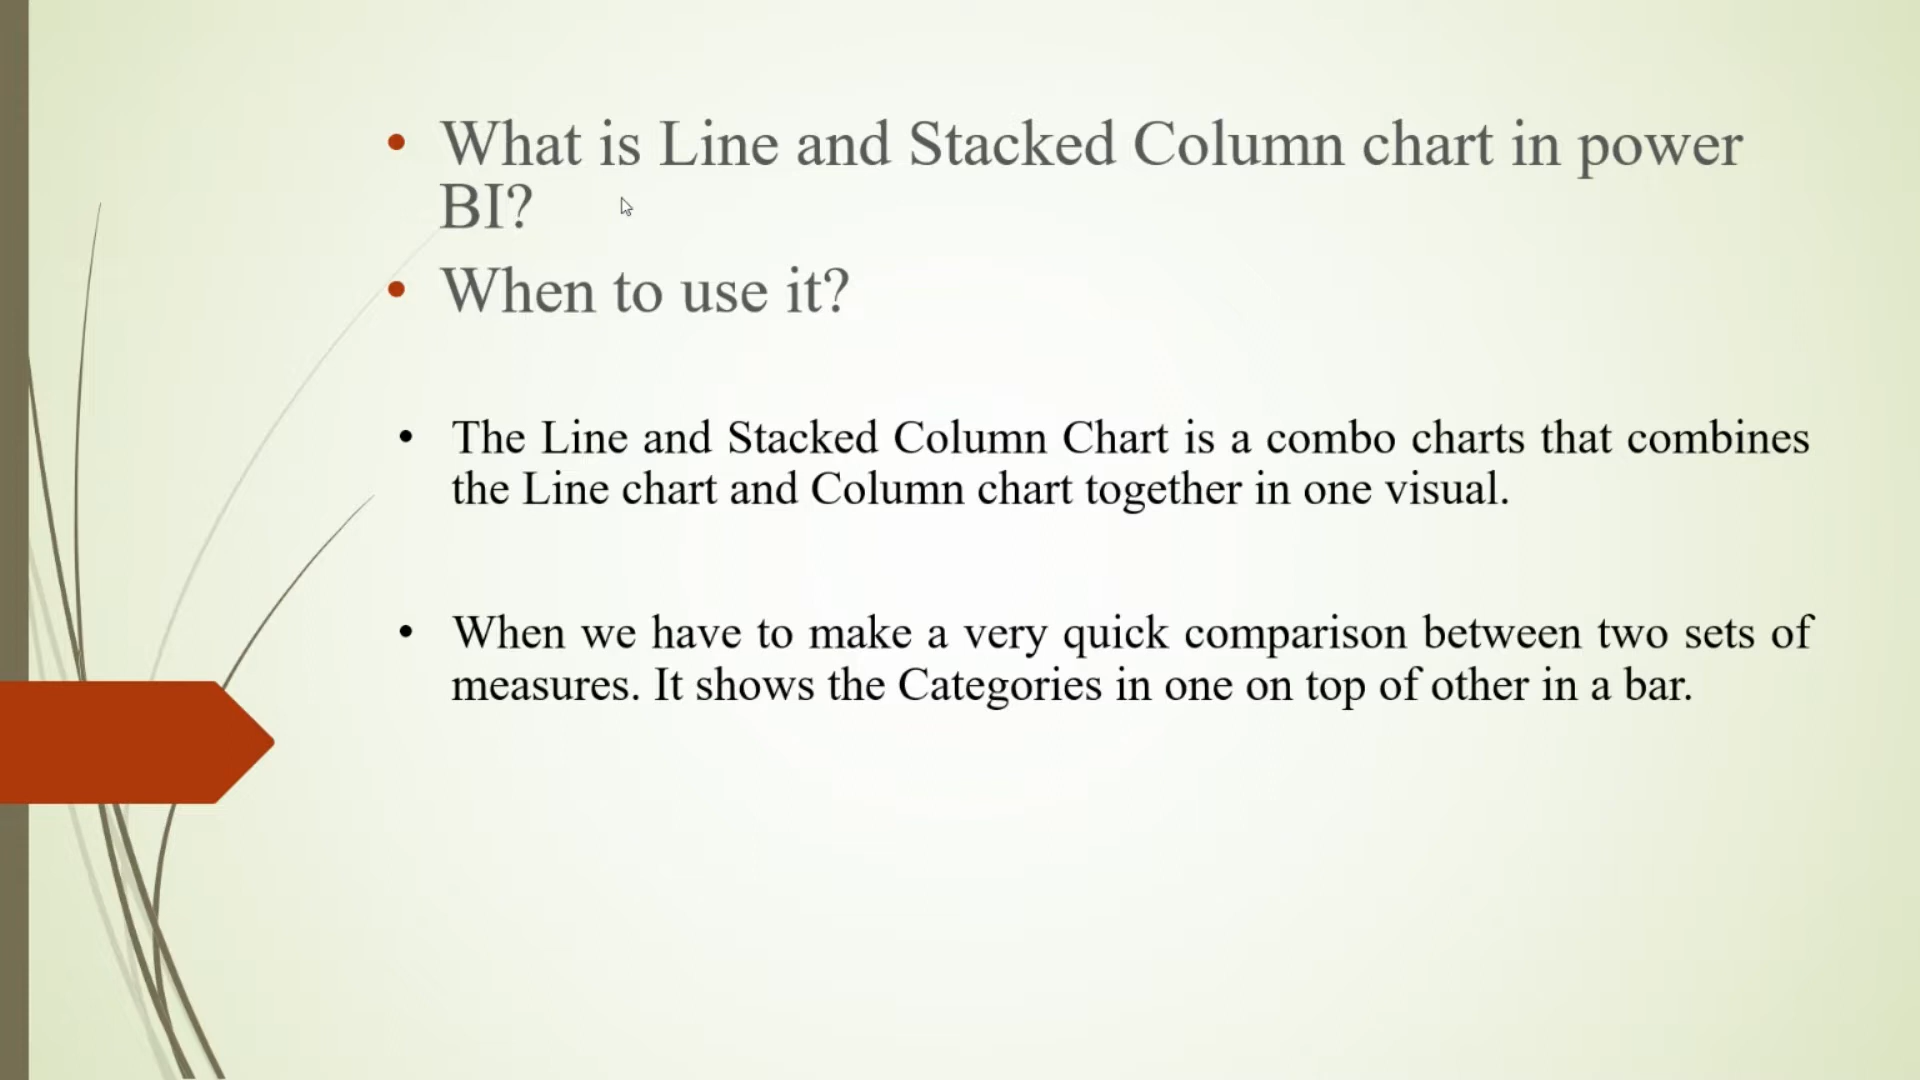 • What is Line and Stacked Column chart in power
BI?
• When to use it?
• The Line and Stacked Column Chart is a combo charts that combines
the Line chart and Column chart together in one visual.
• When we have to make a very quick comparison between two sets of
measures. It shows the Categories in one on top of other in a bar.